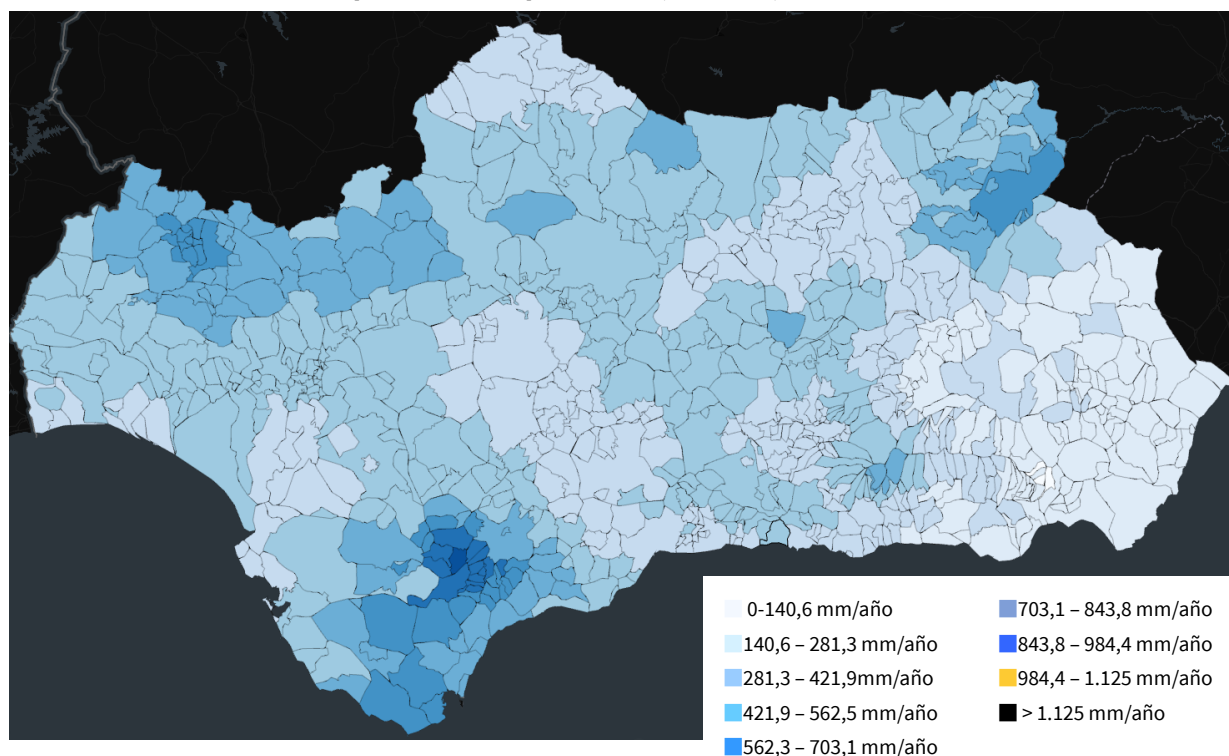 0-140,6 mm/año
140,6 – 281,3 mm/año
281,3 – 421,9mm/año
421,9 – 562,5 mm/año
562,3 – 703,1 mm/año
703,1 – 843,8 mm/año
843,8 – 984,4 mm/año
984,4 – 1.125 mm/año
> 1.125 mm/año